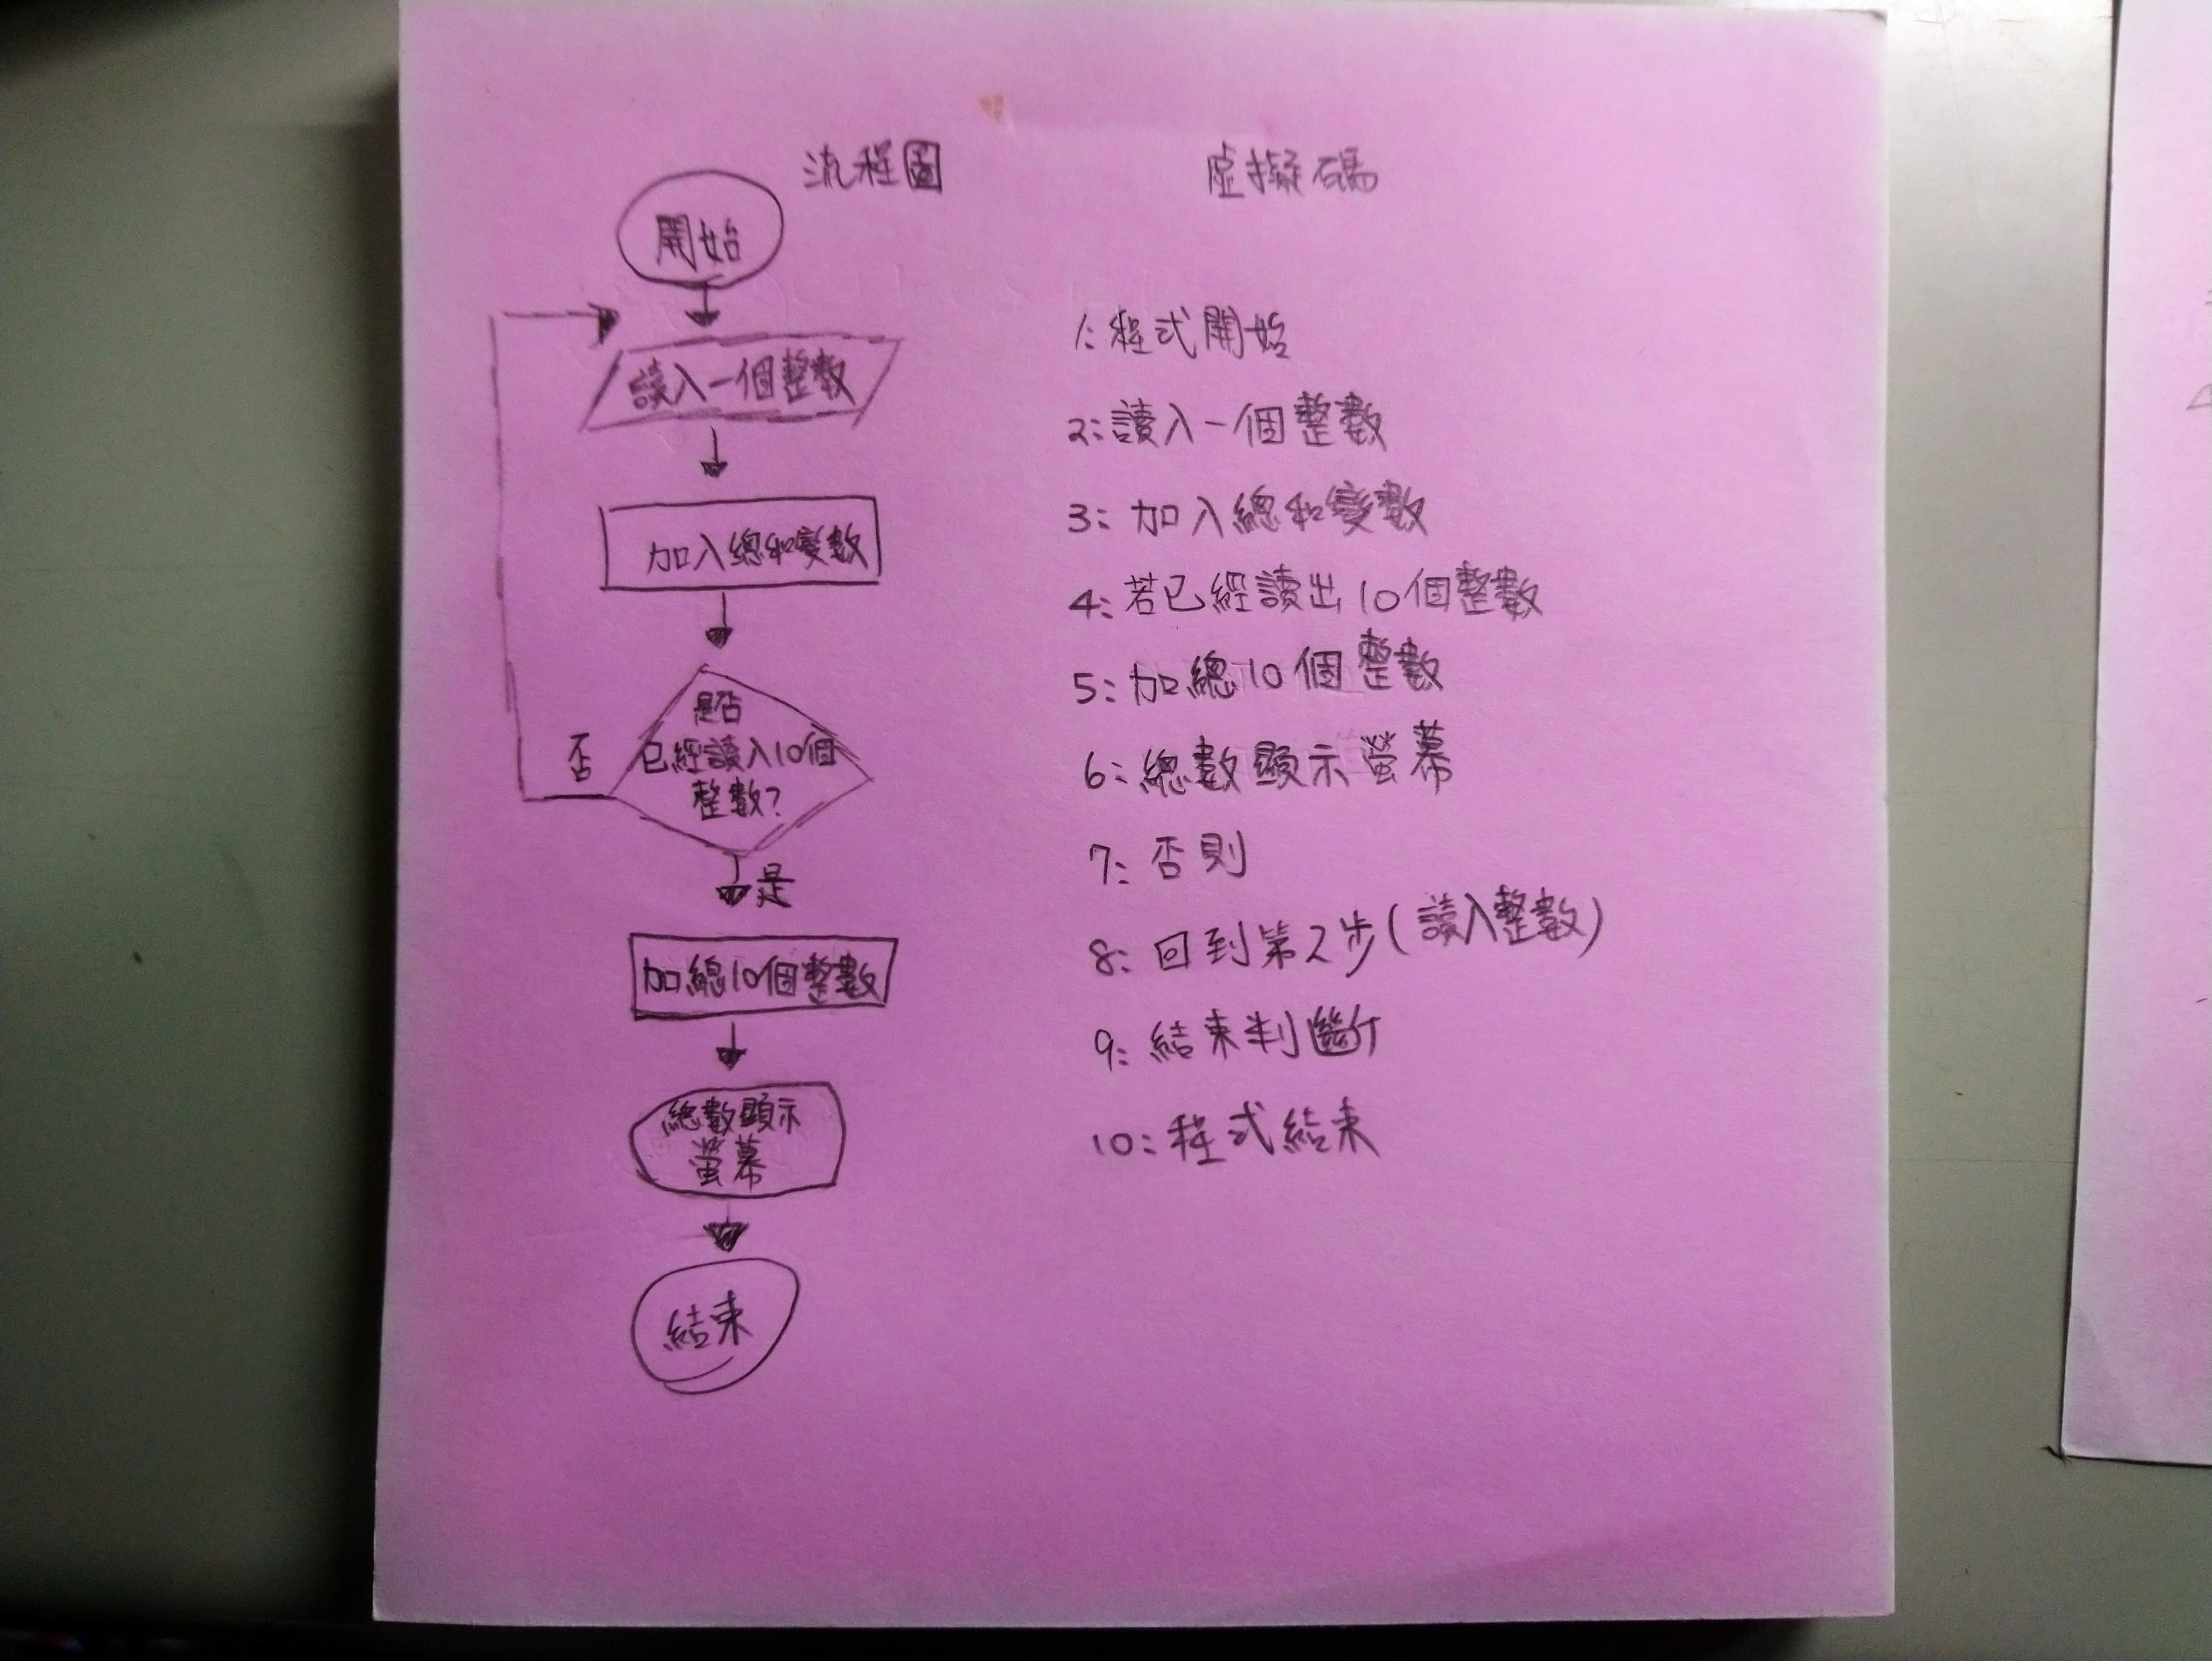 流程圖
開始
讀入一個整數
加入總和變數
是否
已經讀入10個
整數?
否
是
加總10個整數
總數顯示
螢幕
結束
虛擬碼
1:程式開始
2:讀入一個整數
3:加入總和變數
4:若已經讀出10個整數
5:加總10個整數
6:總數顯示螢幕
7:否則
8:回到第2步(讀入整數)
9:結束判斷
10:程式結束